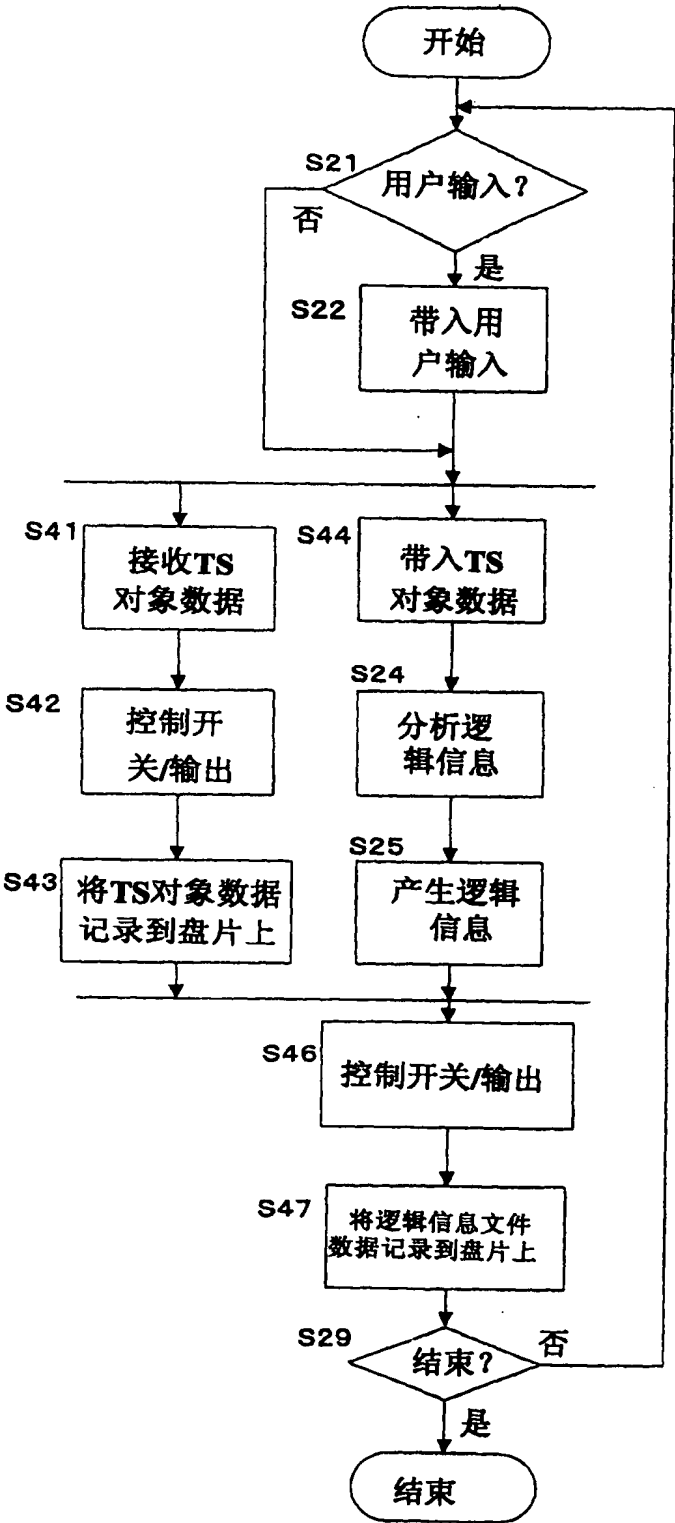 开始
S21
用户输入?
否
是
S22
带入用
户输入
S41
接收TS
对象数据
S44
带入TS
对象数据
S42
控制开
关/输出
S24
分析逻
辑信息
S43
将TS对象数据
记录到盘片上
S25
产生逻辑
信息
S46
控制开关/输出
S47
将逻辑信息文件
数据记录到盘片上
S29
结束?
否
是
结束